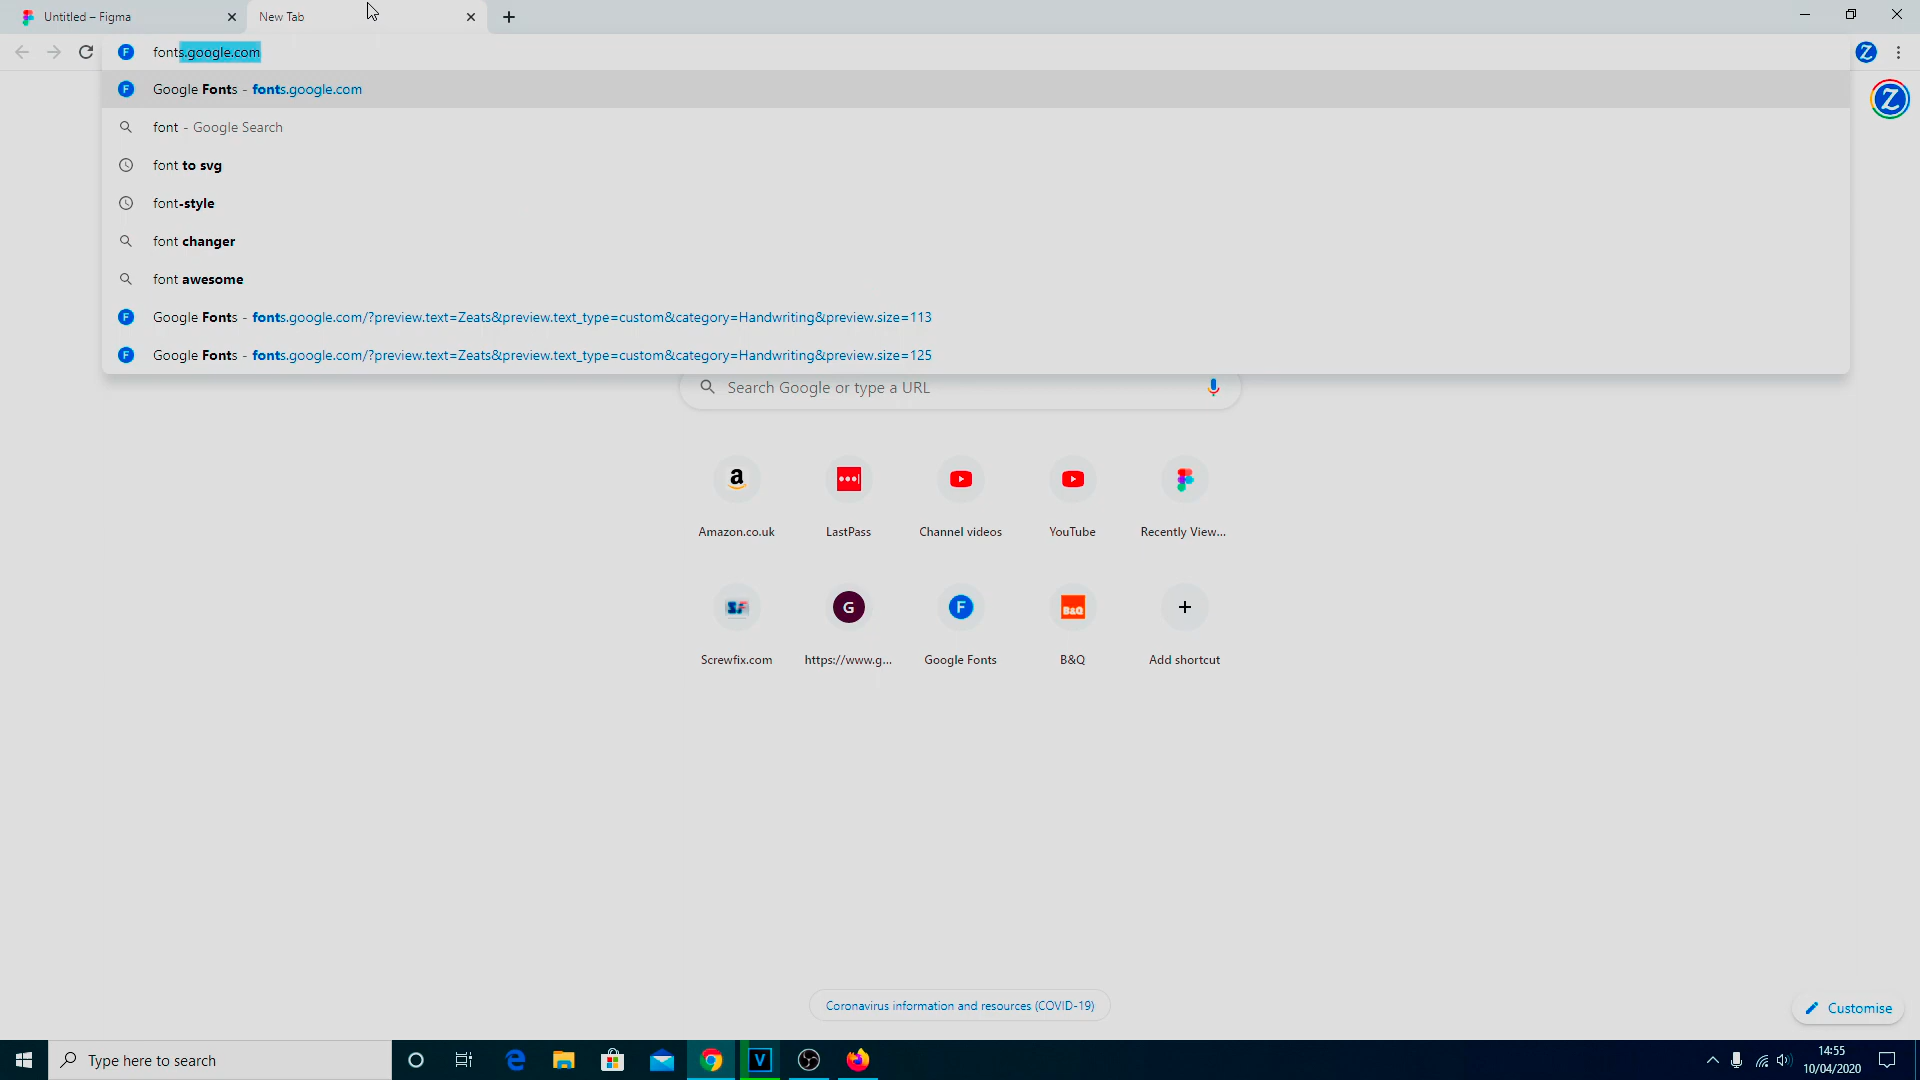 Untitled – Figma
New Tab
fonts.google.com
Google Fonts - fonts.google.com
font - Google Search
font to svg
font-style
font changer
font awesome
Google Fonts - fonts.google.com/?preview.text=Zeats&preview.text_type=custom&category=Handwriting&preview.size=113
Google Fonts - fonts.google.com/?preview.text=Zeats&preview.text_type=custom&category=Handwriting&preview.size=125
Search Google or type a URL
Amazon.co.uk
LastPass
Channel videos
YouTube
Recently View...
Screwfix.com
https://www.g...
Google Fonts
B&Q
Add shortcut
Coronavirus information and resources (COVID-19)
Customise
Type here to search
14:55
10/04/2020